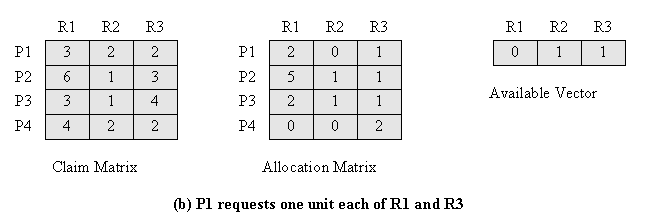 R1 R2 R3 R1 R2 R3 R1 R2 R3
P1 3 2 2 P1 2 0 1 0 1 1
P2 6 1 3 P2 5 1 1
P3 3 1 4 P3 2 1 1
P4 4 2 2 P4 0 0 2
Available Vector
Claim Matrix Allocation Matrix
(b) P1 requests one unit each of R1 and R3